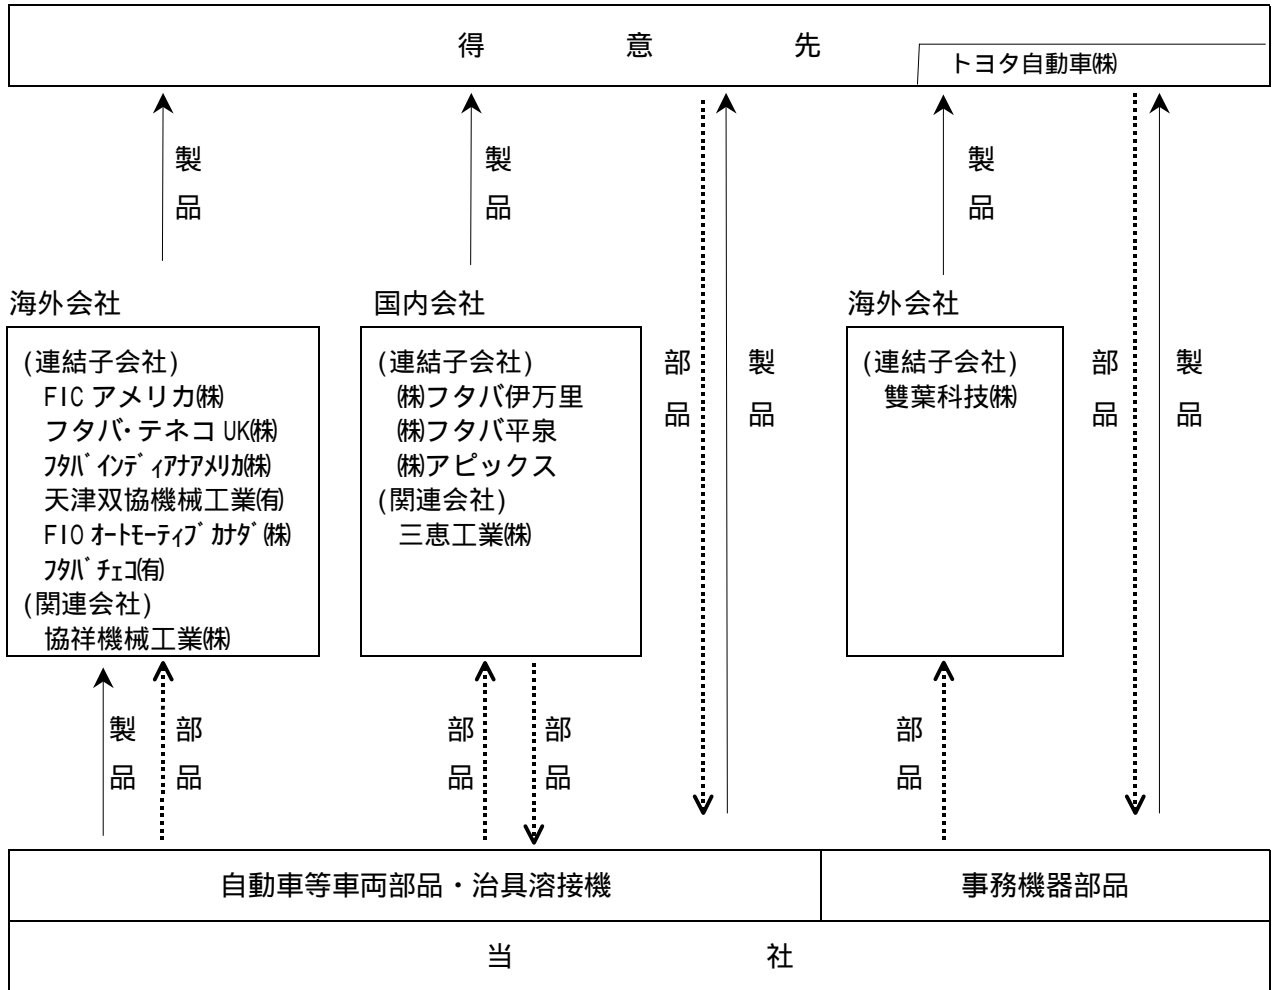 得意先
トヨタ自動車㈱
製品
製品
製品
海外会社
国内会社
海外会社
(連結子会社)
FIC アメリカ㈱
フタバ・テネコ UK㈱
ﾌﾀﾊﾞｲﾝﾃﾞｨｱﾅｱﾒﾘｶ㈱
天津双協機械工業㈲
FIO ｵｰﾄﾓｰﾃｨﾌﾞｶﾅﾀﾞ㈱
ﾌﾀﾊﾞﾁｪｺ㈲
(関連会社)
協祥機械工業㈱
(連結子会社)
㈱フタバ伊万里
㈱フタバ平泉
㈱アピックス
(関連会社)
三恵工業㈱
部品
製品
(連結子会社)
雙葉科技㈱
部品
製品
製品
部品
部品
部品
部品
自動車等車両部品・治具溶接機
事務機器部品
当社